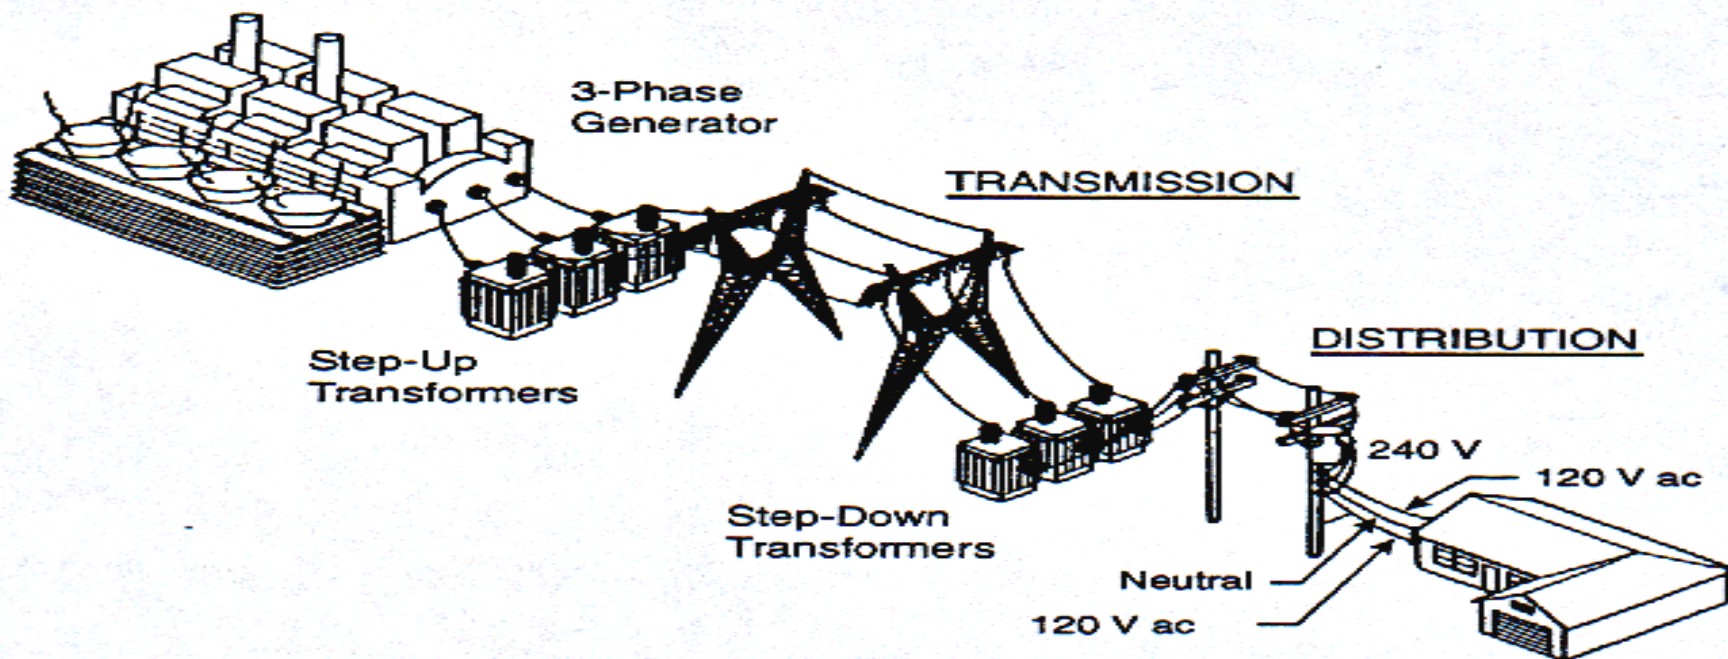 3-Phase
Generator
TRANSMISSION
Step-Up
Transformers
DISTRIBUTION
240 V
120 V ac
Step-Down
Transformers
Neutral
120 V ac